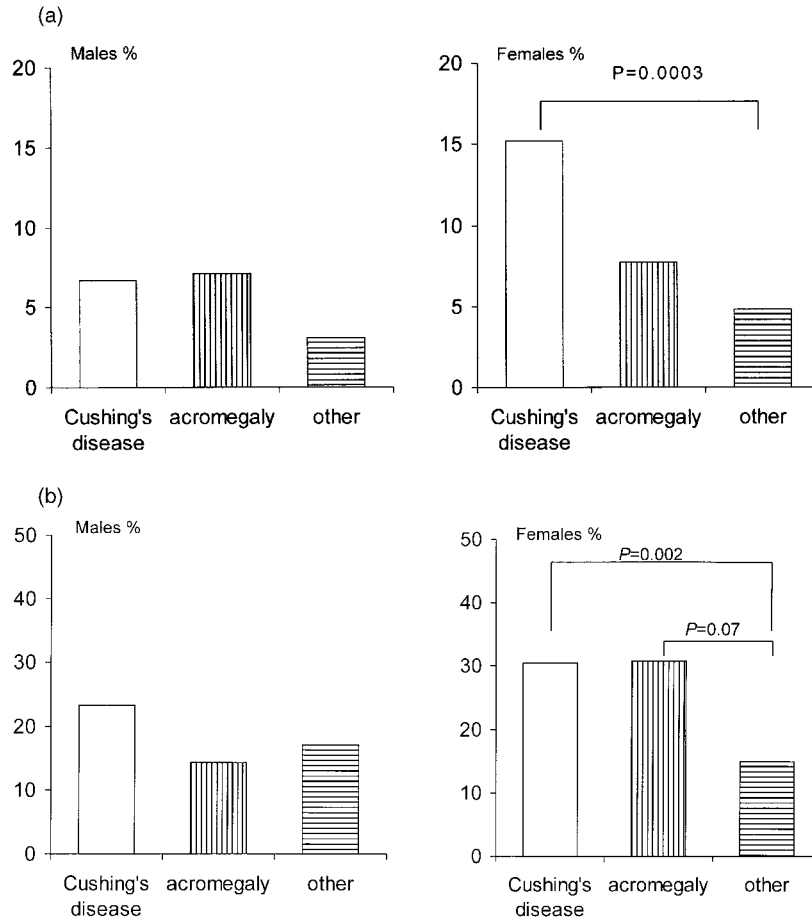 (a)
Males %
20
15
10
5
0
Cushing's disease
acromegaly
other
Females %
P=0.0003
20
15
10
5
0
Cushing's disease
acromegaly
other
(b)
Males %
50
40
30
20
10
0
Cushing's disease
acromegaly
other
Females %
P=0.002
P=0.07
50
40
30
20
10
0
Cushing's disease
acromegaly
other